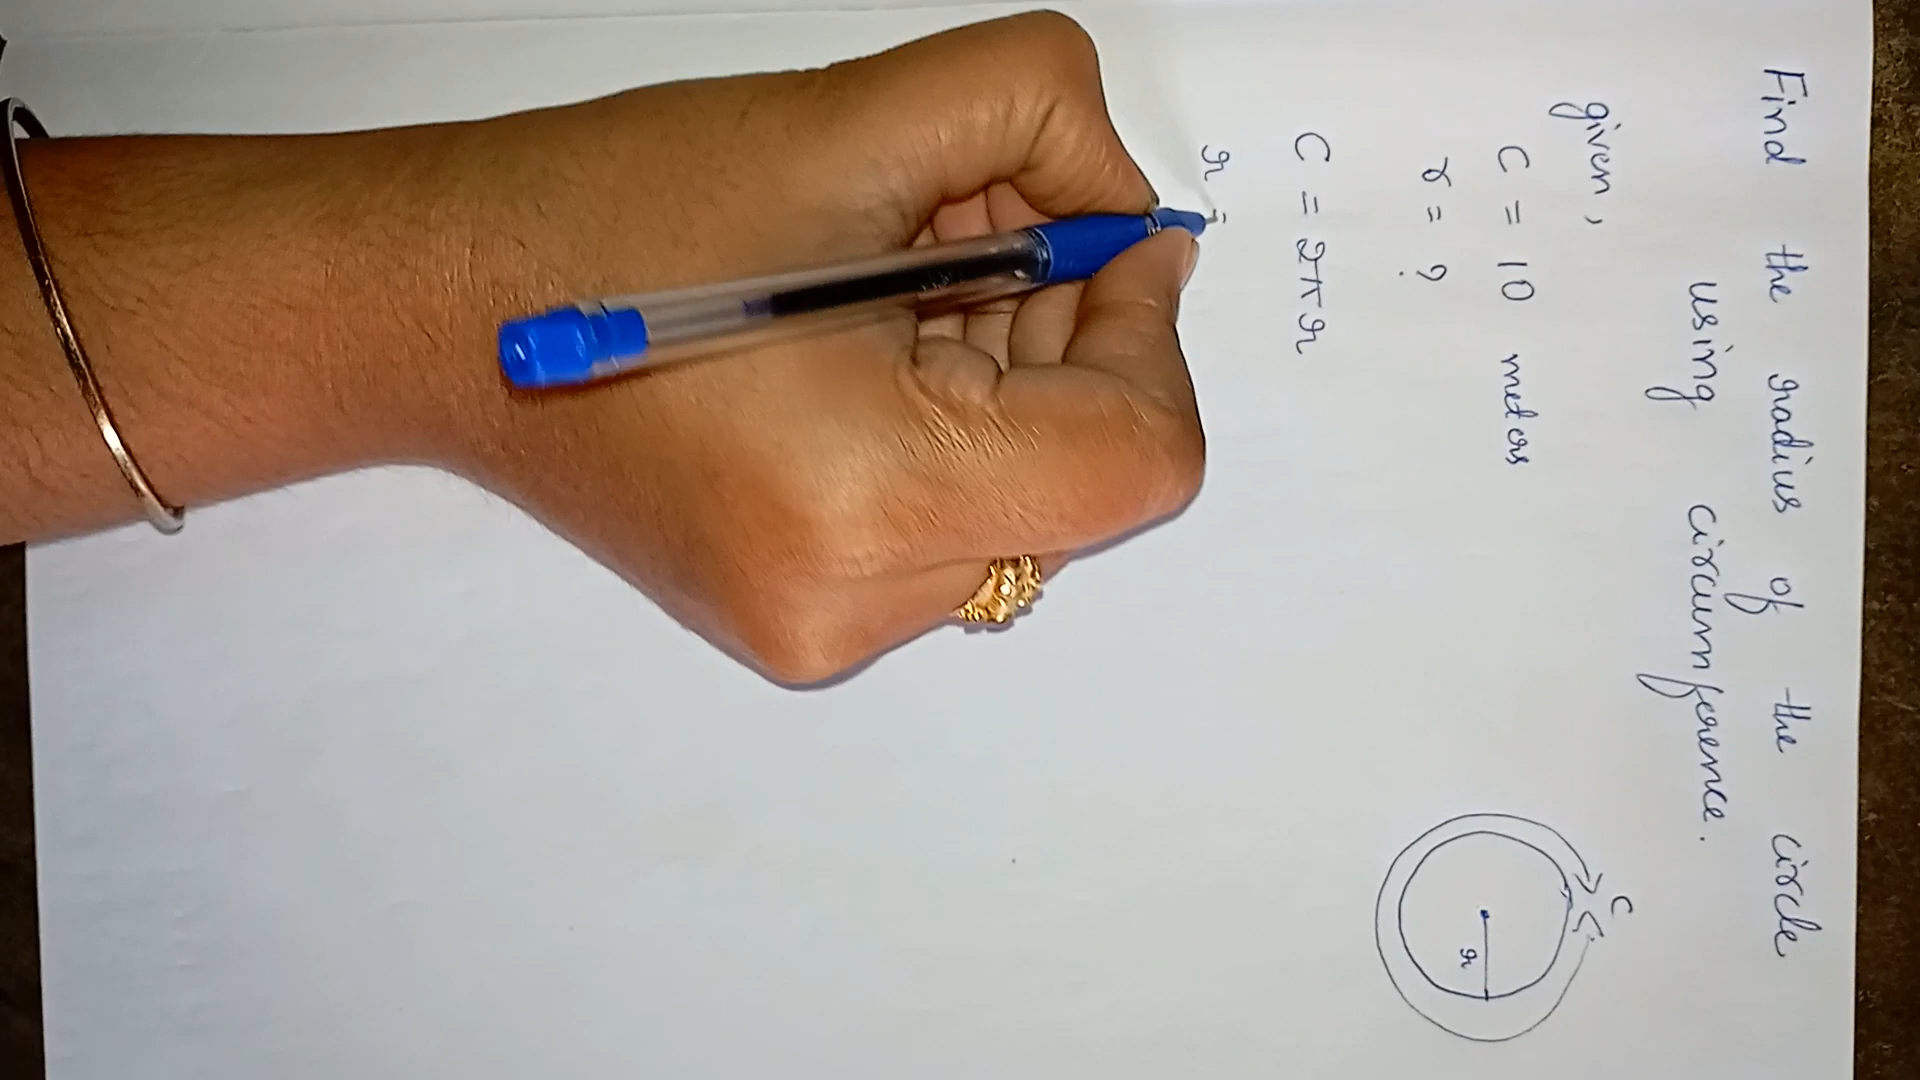 Find the radius of the circle
using circumference.
given,
C = 10 meters
r = ?
C = 2πr
r =
C
r